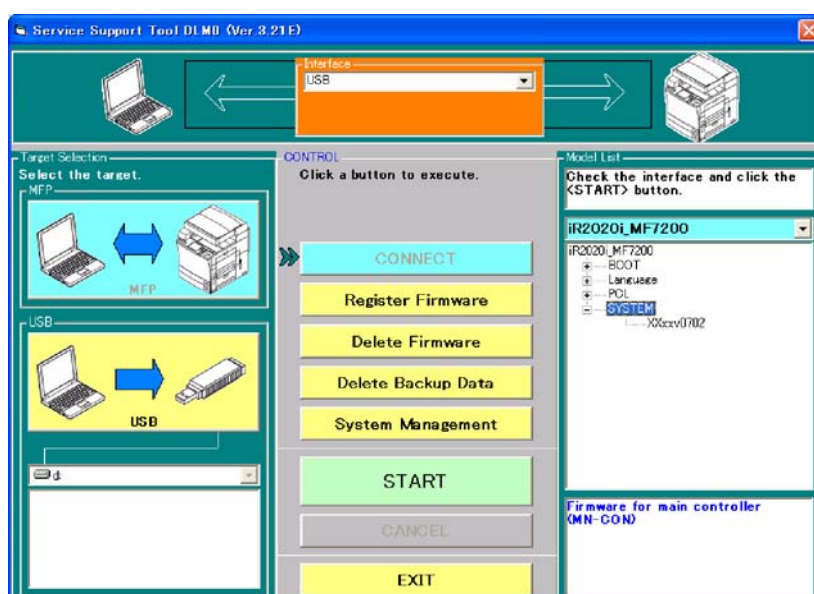 Service Support Tool DLM0 (Ver 3.21E)
Interface
USB
Target Selection
Select the target.
MFP
MFP
USB
USB
d:
CONTROL
Click a button to execute.
CONNECT
Register Firmware
Delete Firmware
Delete Backup Data
System Management
START
CANCEL
EXIT
Model List
Check the interface and click the
<START> button.
iR2020i_MF7200
iR2020i_MF7200
BOOT
Language
PCL
SYSTEM
XXxxv0702
Firmware for main controller
(MN-CON)